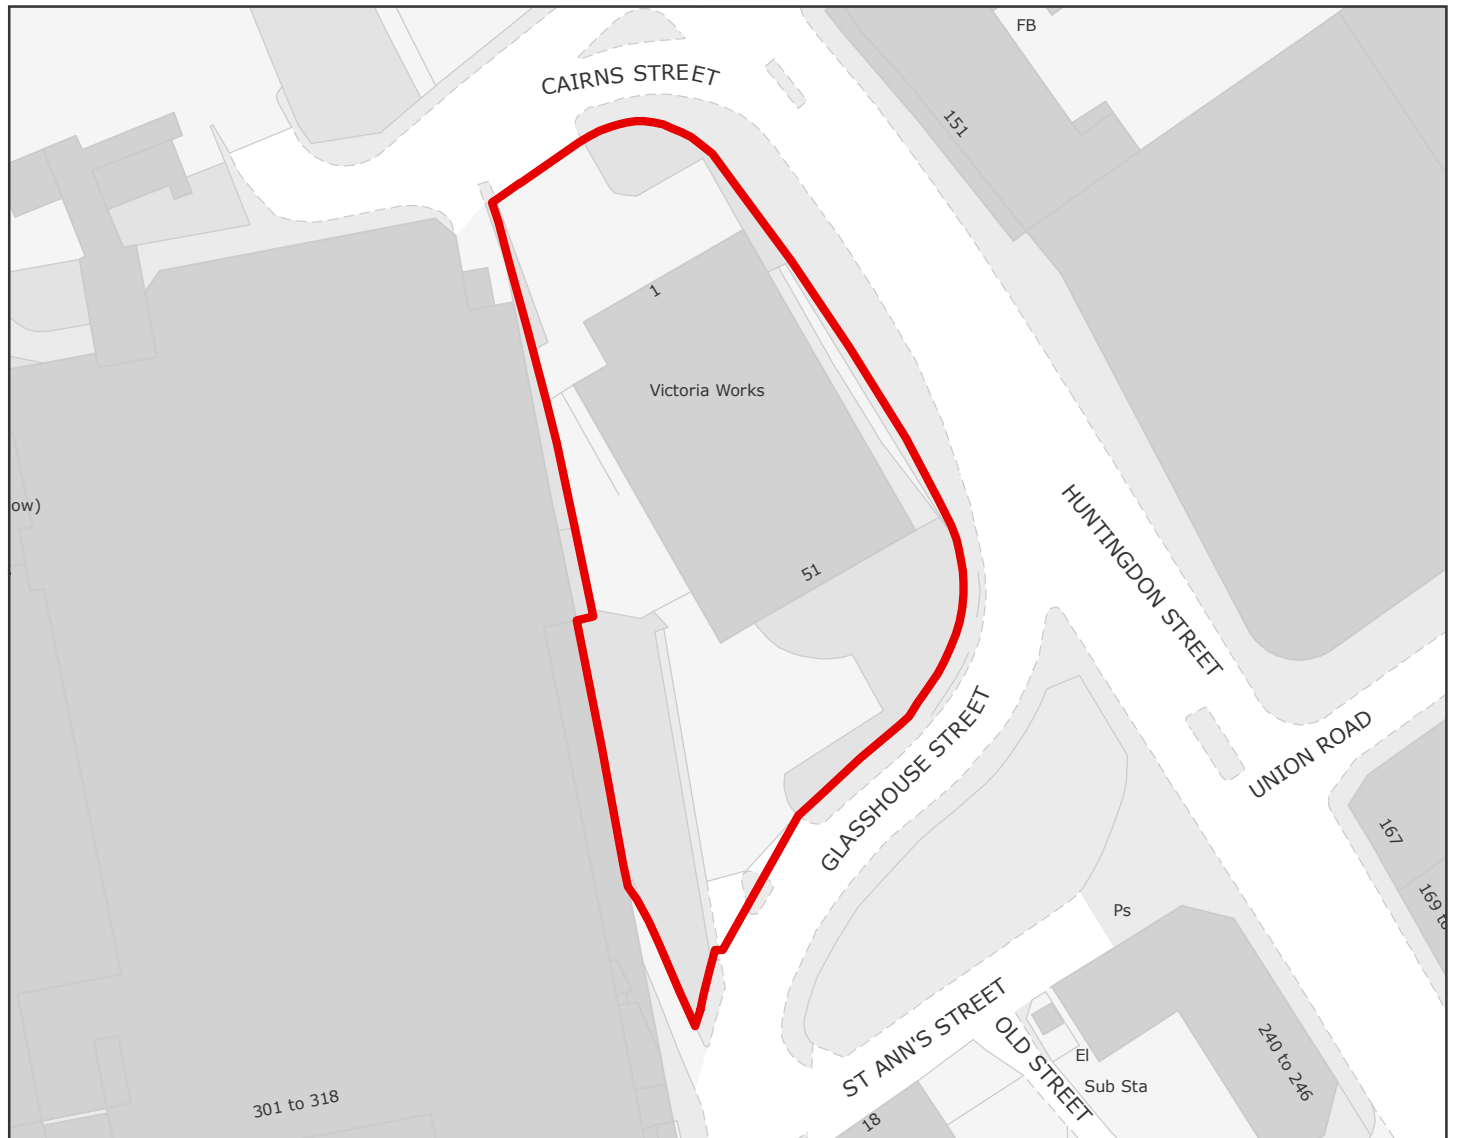 FB
CAIRNS STREET
151
1
Victoria Works
HUNTINGDON STREET
ow)
51
GLASSHOUSE STREET
UNION ROAD
167
169 to
Ps
ST ANN'S STREET
OLD STREET
El
Sub Sta
240 to 246
301 to 318
18